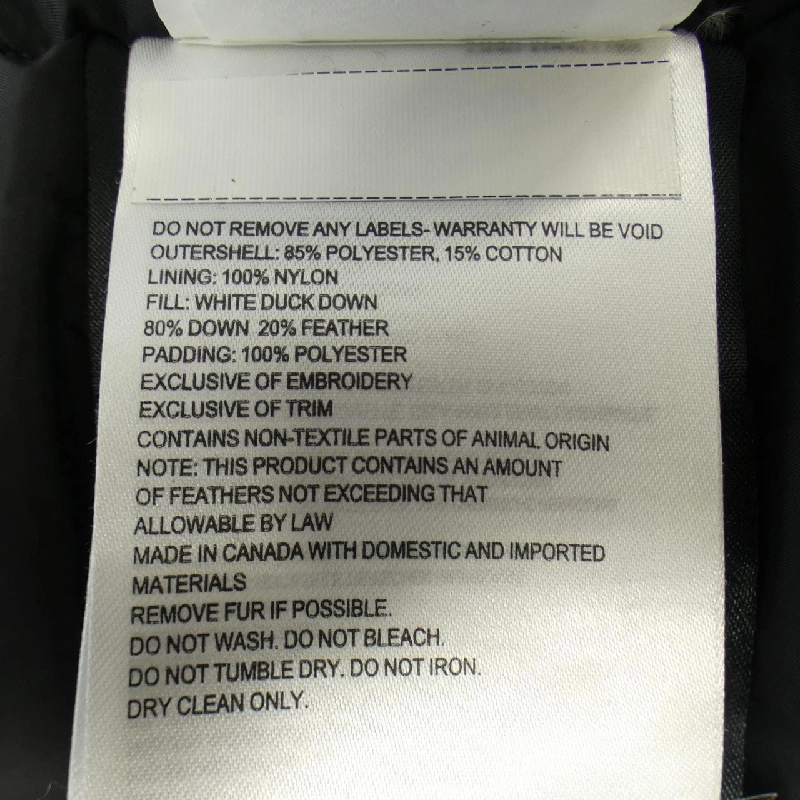 DO NOT REMOVE ANY LABELS- WARRANTY WILL BE VOID
OUTERSHELL: 85% POLYESTER, 15% COTTON
LINING: 100% NYLON
FILL: WHITE DUCK DOWN
80% DOWN 20% FEATHER
PADDING: 100% POLYESTER
EXCLUSIVE OF EMBROIDERY
EXCLUSIVE OF TRIM
CONTAINS NON-TEXTILE PARTS OF ANIMAL ORIGIN
NOTE: THIS PRODUCT CONTAINS AN AMOUNT
OF FEATHERS NOT EXCEEDING THAT
ALLOWABLE BY LAW
MADE IN CANADA WITH DOMESTIC AND IMPORTED
MATERIALS
REMOVE FUR IF POSSIBLE.
DO NOT WASH. DO NOT BLEACH.
DO NOT TUMBLE DRY. DO NOT IRON.
DRY CLEAN ONLY.